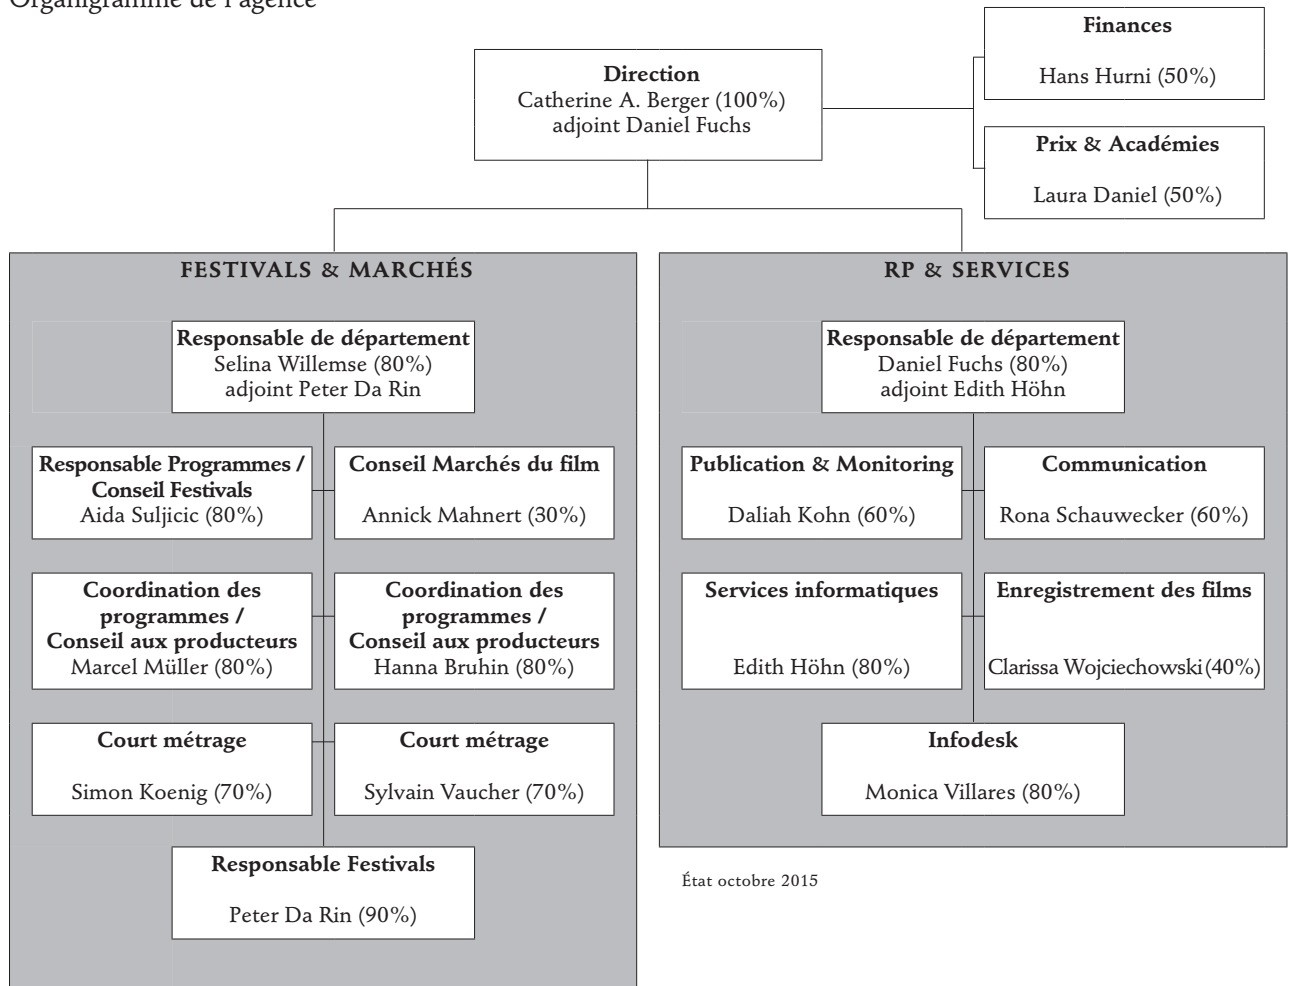 Organigramme de l'agence
Finances
Hans Hurni (50%)
Direction
Catherine A. Berger (100%)
adjoint Daniel Fuchs
Prix & Académies
Laura Daniel (50%)
FESTIVALS & MARCHÉS
Responsable de département
Selina Willemse (80%)
adjoint Peter Da Rin
Responsable Programmes /
Conseil Festivals
Aida Suljicic (80%)
Conseil Marchés du film
Annick Mahnert (30%)
Coordination des
programmes /
Conseil aux producteurs
Marcel Müller (80%)
Coordination des
programmes /
Conseil aux producteurs
Hanna Bruhin (80%)
Court métrage
Simon Koenig (70%)
Court métrage
Sylvain Vaucher (70%)
Responsable Festivals
Peter Da Rin (90%)
RP & SERVICES
Responsable de département
Daniel Fuchs (80%)
adjoint Edith Höhn
Publication & Monitoring
Daliah Kohn (60%)
Communication
Rona Schauwecker (60%)
Services informatiques
Edith Höhn (80%)
Enregistrement des films
Clarissa Wojciechowski (40%)
Infodesk
Monica Villares (80%)
État octobre 2015